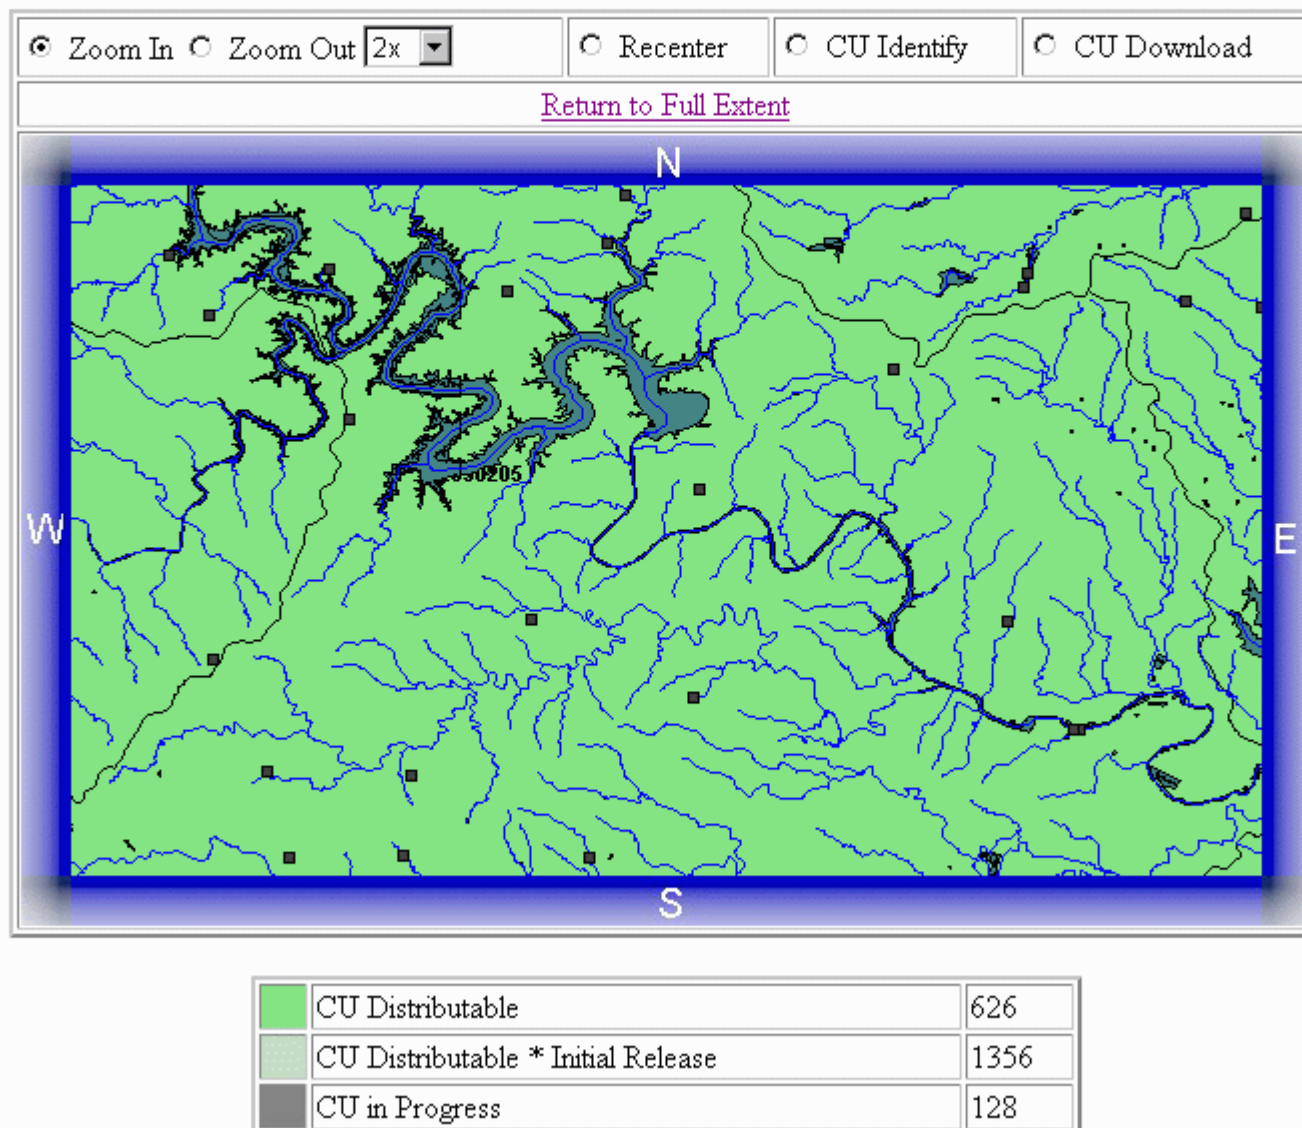 Zoom In Zoom Out 2x Recenter CU Identify CU Download
Return to Full Extent
N
W
E
S
CU Distributable 626
CU Distributable * Initial Release 1356
CU in Progress 128